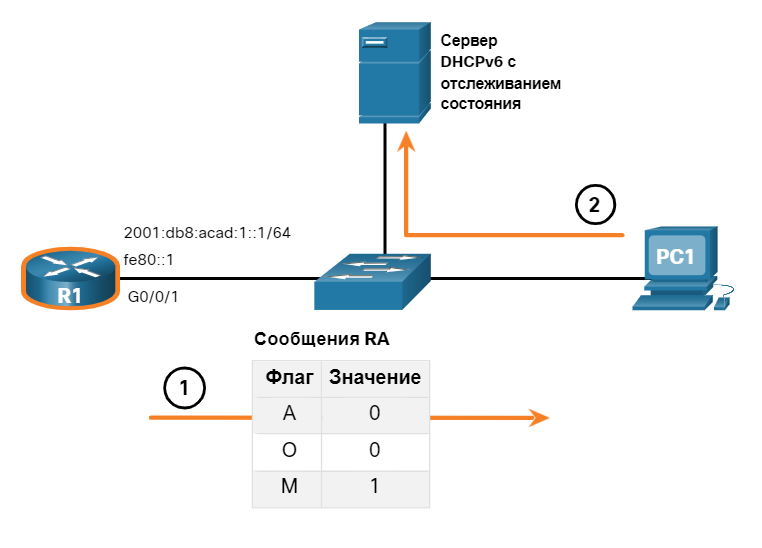 Сервер
DHCPv6 с
отслеживанием
состояния
2
2001:db8:acad:1::1/64
fe80::1
PC1
R1
G0/0/1
Сообщения RA
1
Флаг Значение
A 0
O 0
M 1